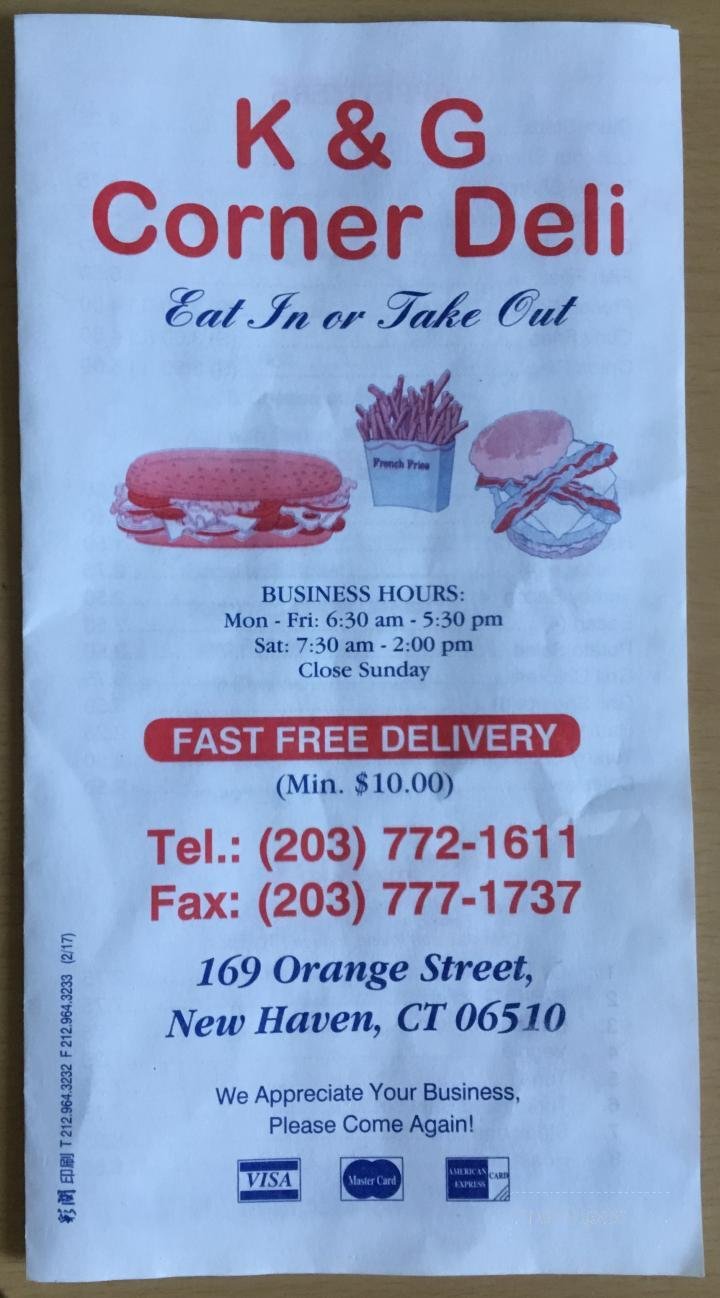 K & G
Corner Deli
Eat In or Take Out
French Fries
BUSINESS HOURS:
Mon - Fri: 6:30 am - 5:30 pm
Sat: 7:30 am - 2:00 pm
Close Sunday
FAST FREE DELIVERY
(Min. $10.00)
Tel.: (203) 772-1611
Fax: (203) 777-1737
169 Orange Street,
New Haven, CT 06510
We Appreciate Your Business,
Please Come Again!
VISA
Master Card
AMERICAN EXPRESS CARD
印刷 T 212.964.3232 F 212.964.3233 (2/17)